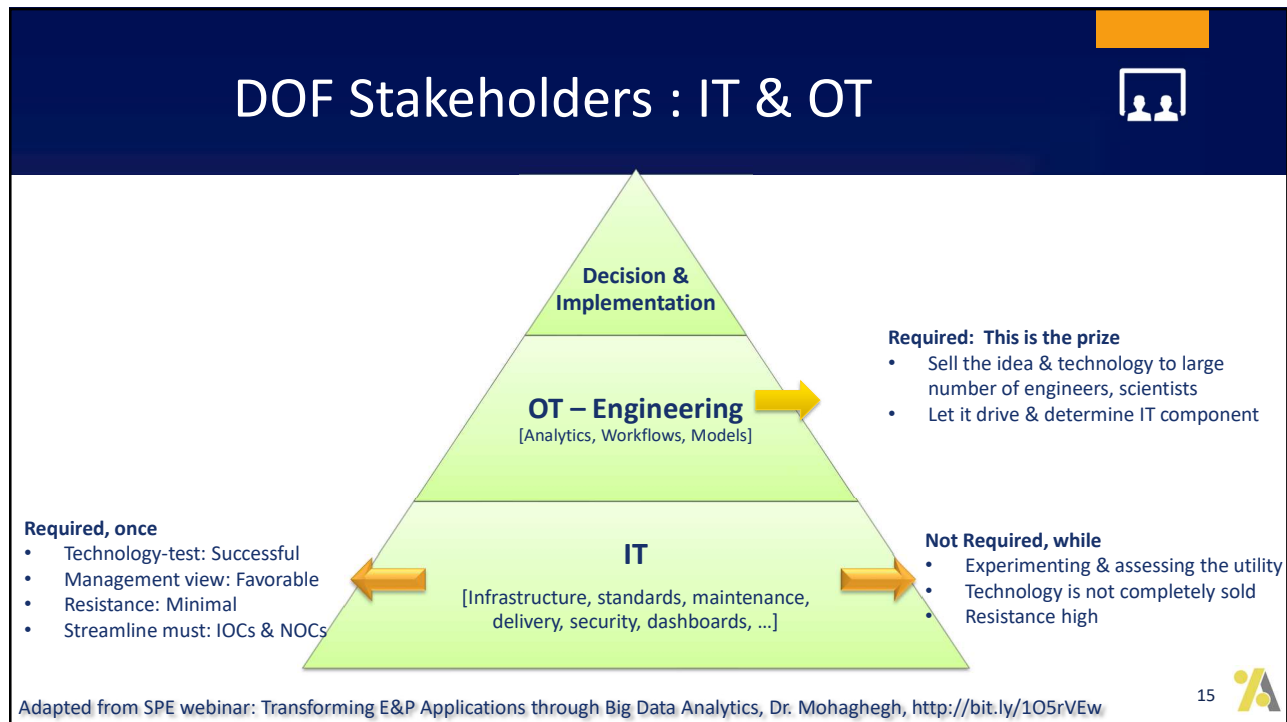 DOF Stakeholders : IT & OT
Decision &
Implementation
OT – Engineering
[Analytics, Workflows, Models]
Required:  This is the prize
• Sell the idea & technology to large
number of engineers, scientists
• Let it drive & determine IT component
Required, once
• Technology-test: Successful
• Management view: Favorable
• Resistance: Minimal
• Streamline must: IOCs & NOCs
IT
[Infrastructure, standards, maintenance,
delivery, security, dashboards, …]
Not Required, while
• Experimenting & assessing the utility
• Technology is not completely sold
• Resistance high
Adapted from SPE webinar: Transforming E&P Applications through Big Data Analytics, Dr. Mohaghegh, http://bit.ly/1O5rVEw
15